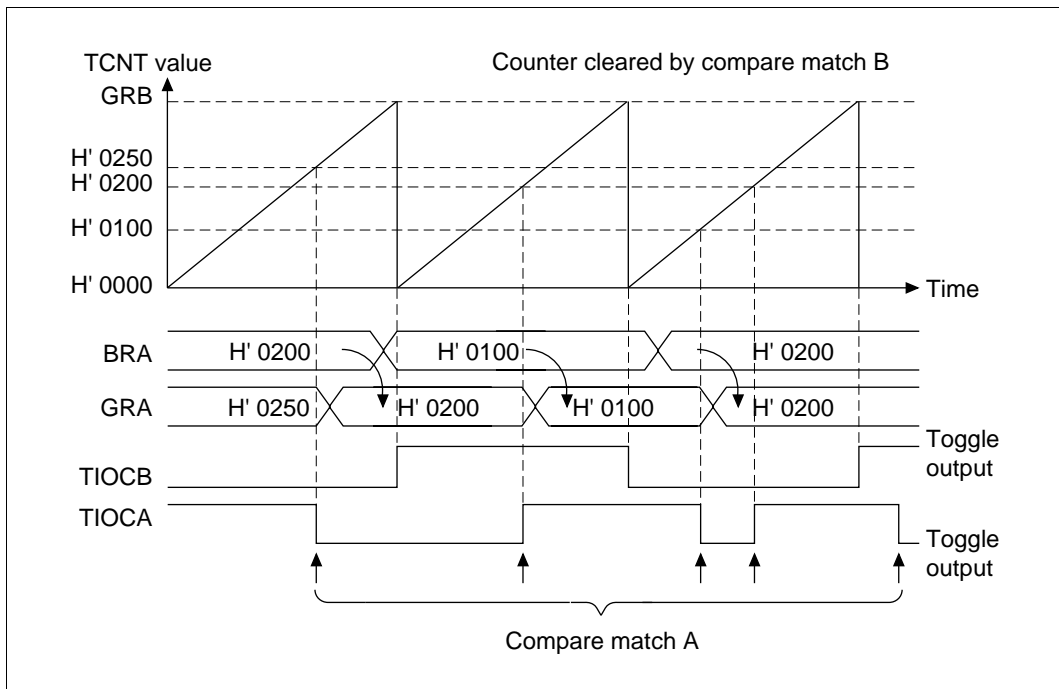 TCNT value
Counter cleared by compare match B
GRB
H' 0250
H' 0200
H' 0100
H' 0000
Time
BRA
H' 0200
H' 0100
H' 0200
GRA
H' 0250
H' 0200
H' 0100
H' 0200
TIOCB
Toggle
output
TIOCA
Toggle
output
Compare match A